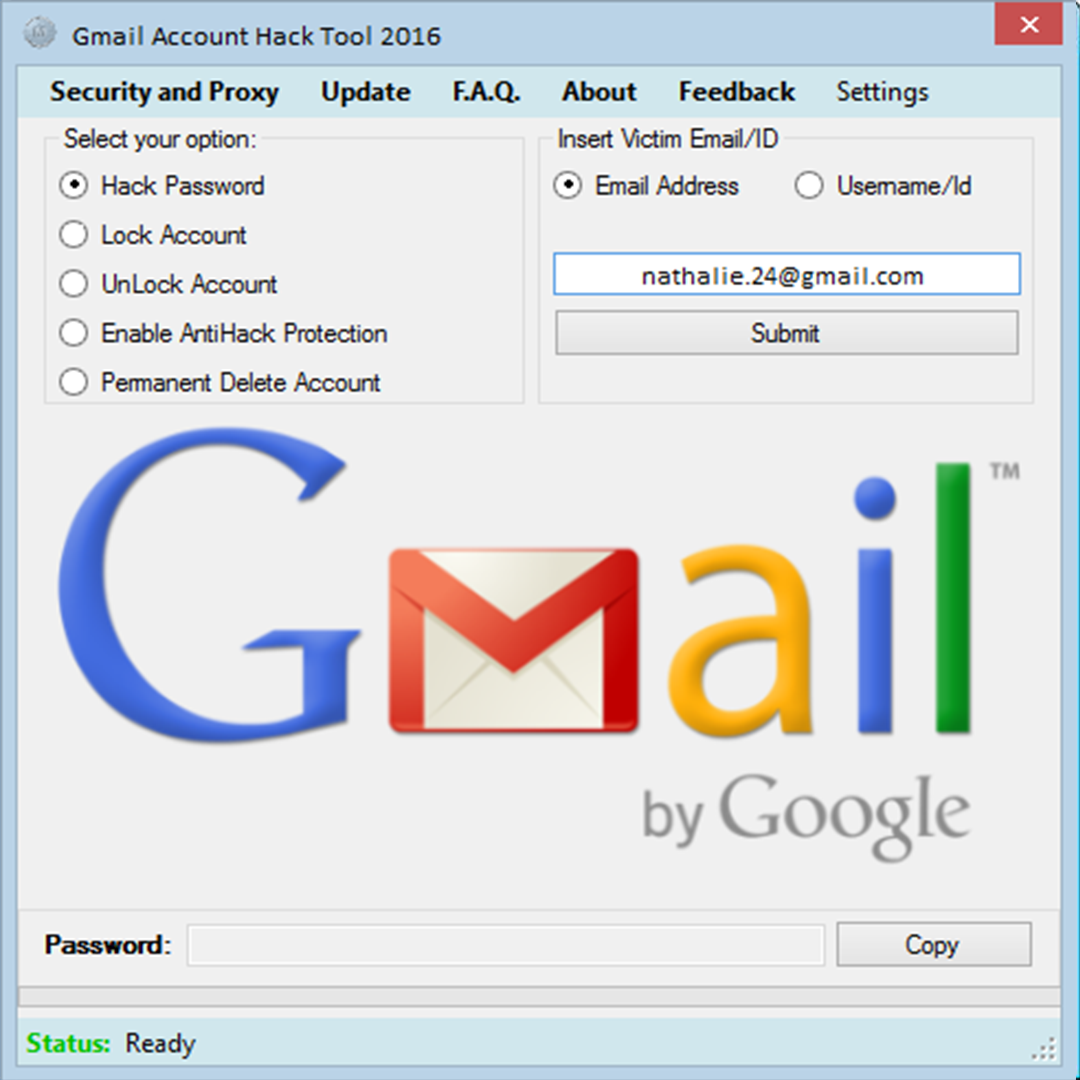 Gmail Account Hack Tool 2016
Security and Proxy Update F.A.Q. About Feedback Settings
Select your option:
Hack Password
Lock Account
UnLock Account
Enable AntiHack Protection
Permanent Delete Account
Insert Victim Email/ID
Email Address Username/Id
nathalie.24@gmail.com
Submit
Gmail TM
by Google
Password: Copy
Status: Ready